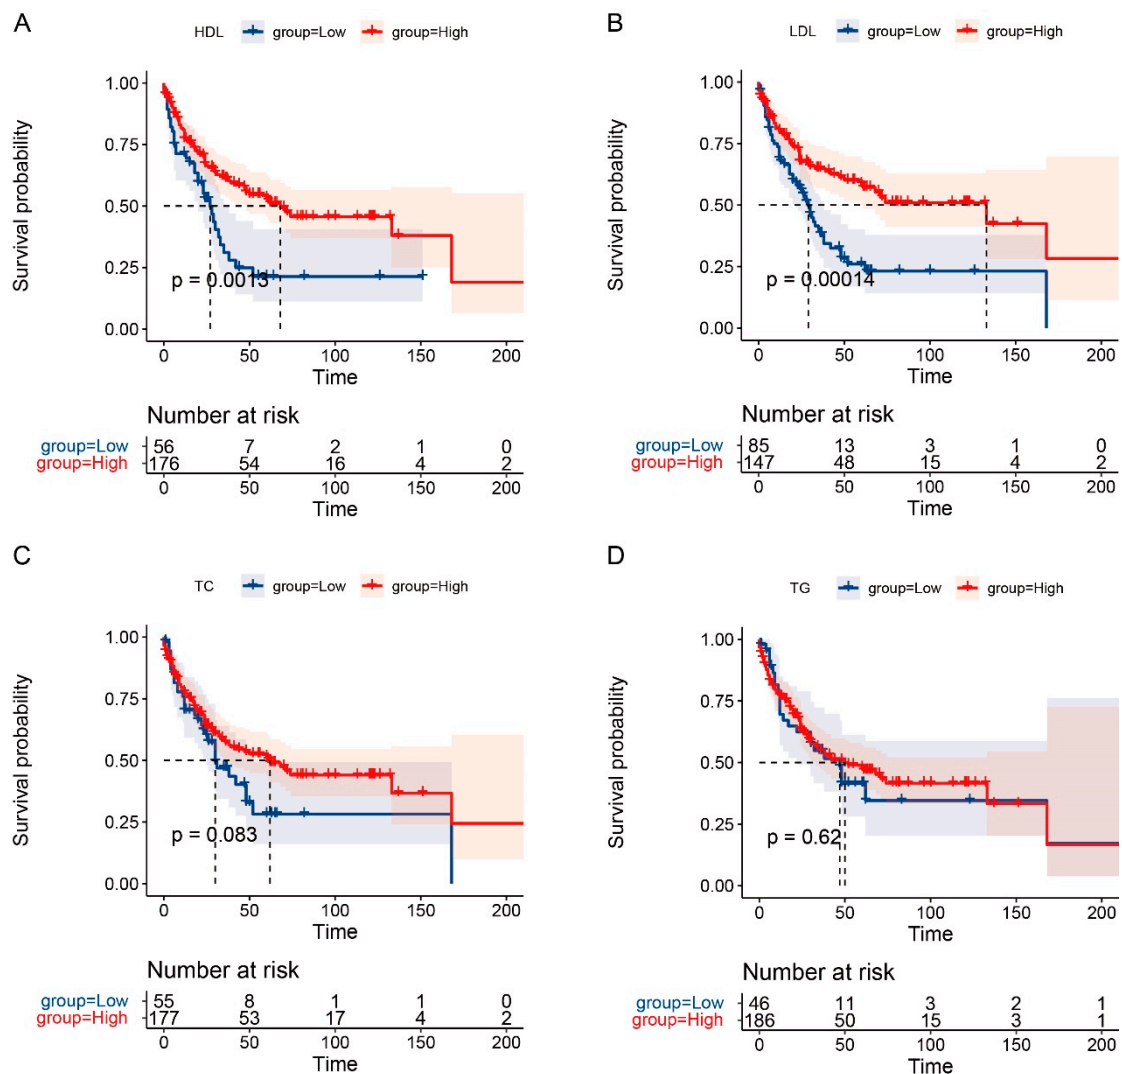 A
HDL group=Low group=High
Survival probability
1.00
0.75
0.50
0.25
0.00
p = 0.0013
0 50 100 150 200
Time
Number at risk
group=Low 56 7 2 1 0
group=High 176 54 16 4 2
0 50 100 150 200
Time
B
LDL group=Low group=High
Survival probability
1.00
0.75
0.50
0.25
0.00
p = 0.00014
0 50 100 150 200
Time
Number at risk
group=Low 85 13 3 1 0
group=High 147 48 15 4 2
0 50 100 150 200
Time
C
TC group=Low group=High
Survival probability
1.00
0.75
0.50
0.25
0.00
p = 0.083
0 50 100 150 200
Time
Number at risk
group=Low 55 8 1 1 0
group=High 177 53 17 4 2
0 50 100 150 200
Time
D
TG group=Low group=High
Survival probability
1.00
0.75
0.50
0.25
0.00
p = 0.62
0 50 100 150 200
Time
Number at risk
group=Low 46 11 3 2 1
group=High 186 50 15 3 1
0 50 100 150 200
Time